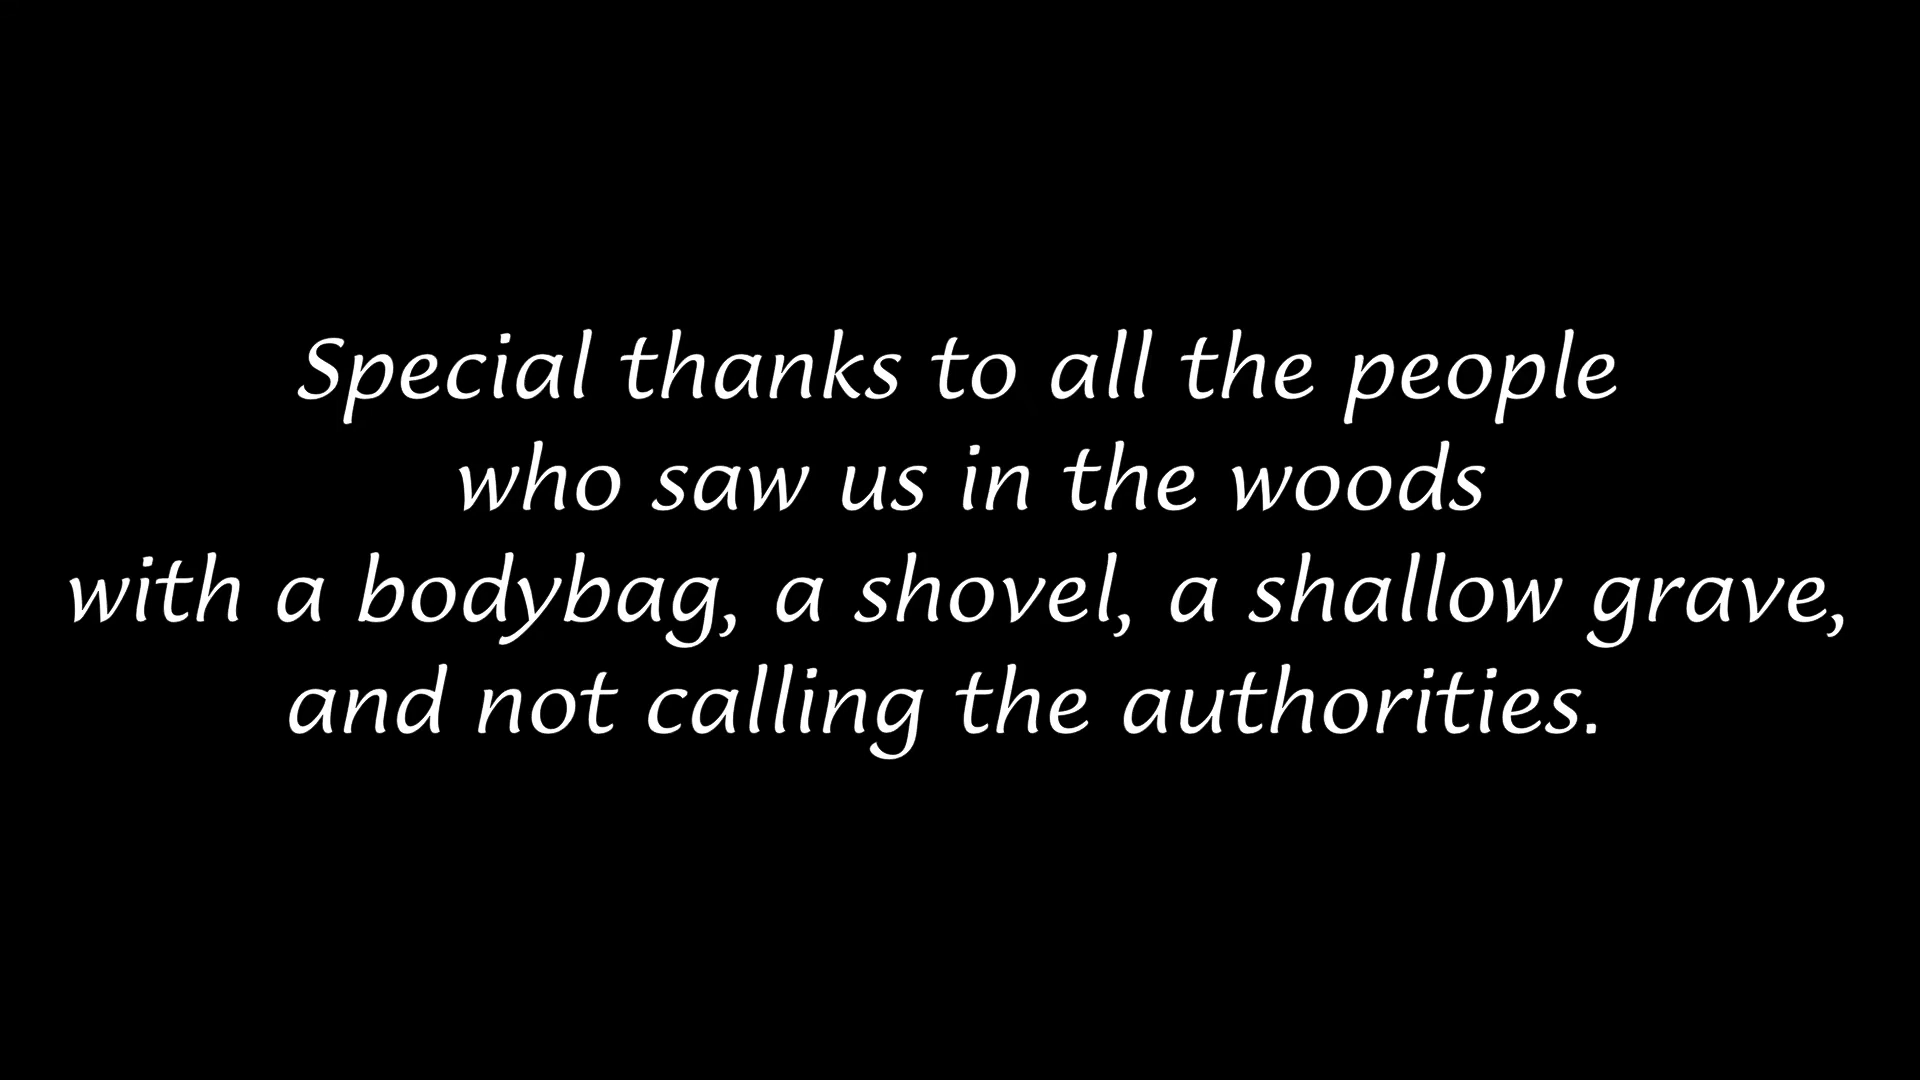 Special thanks to all the people
who saw us in the woods
with a bodybag, a shovel, a shallow grave,
and not calling the authorities.